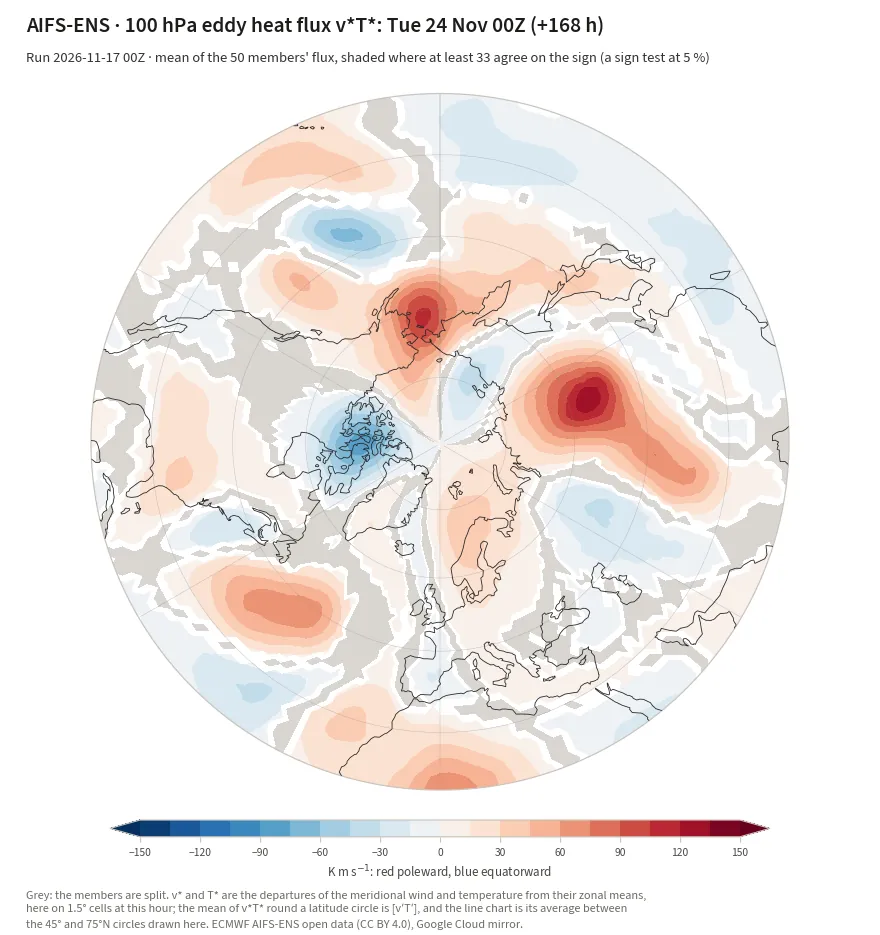 AIFS-ENS · 100 hPa eddy heat flux v*T*: Tue 24 Nov 00Z (+168 h)
Run 2026-11-17 00Z · mean of the 50 members' flux, shaded where at least 33 agree on the sign (a sign test at 5 %)
−150 −120 −90 −60 −30 0 30 60 90 120 150
K m s⁻¹: red poleward, blue equatorward
Grey: the members are split. v* and T* are the departures of the meridional wind and temperature from their zonal means,
here on 1.5° cells at this hour; the mean of v*T* round a latitude circle is [v′T′], and the line chart is its average between
the 45° and 75°N circles drawn here. ECMWF AIFS-ENS open data (CC BY 4.0), Google Cloud mirror.